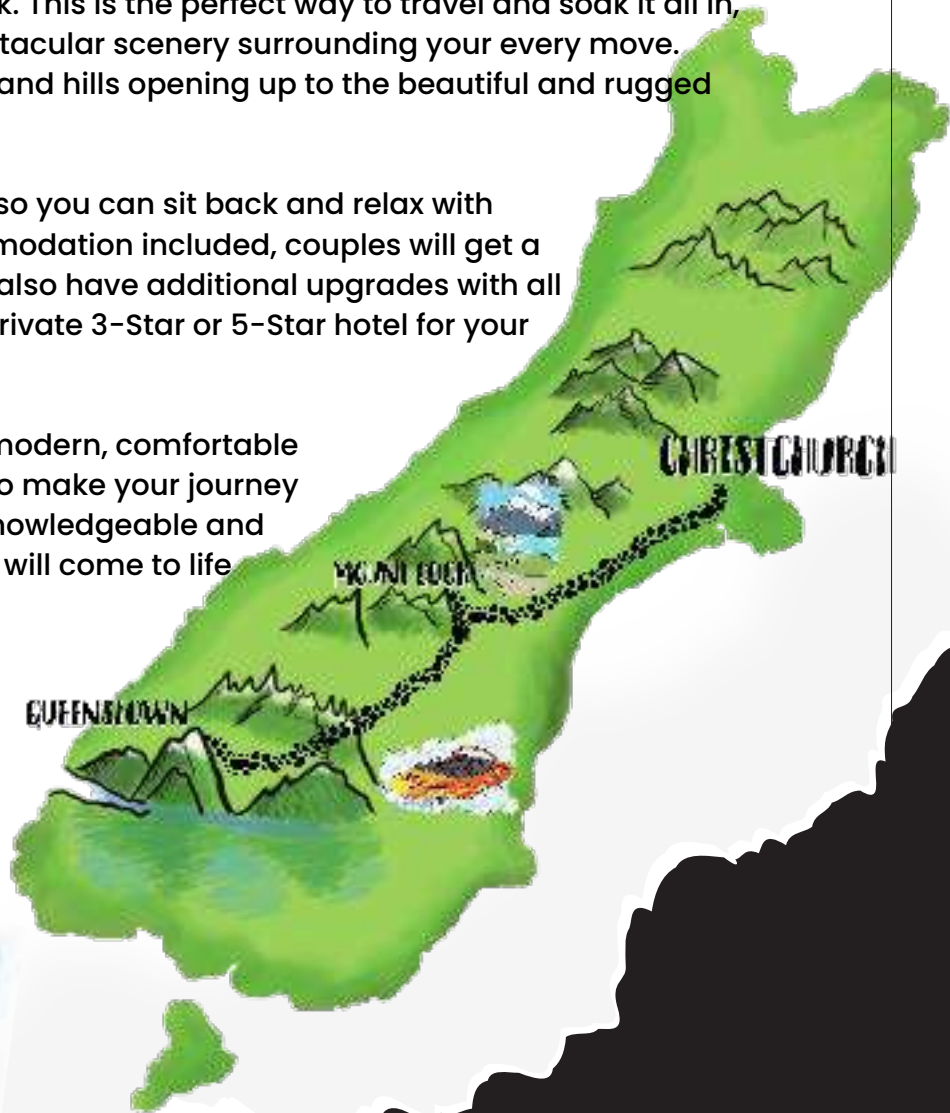 k. This is the perfect way to travel and soak it all in,
tacular scenery surrounding your every move.
and hills opening up to the beautiful and rugged
so you can sit back and relax with
modation included, couples will get a
also have additional upgrades with all
rivate 3-Star or 5-Star hotel for your
CHRISTCHURCH
modern, comfortable
o make your journey
nowledgeable and
will come to life
MOUNT COOK
QUEENSTOWN